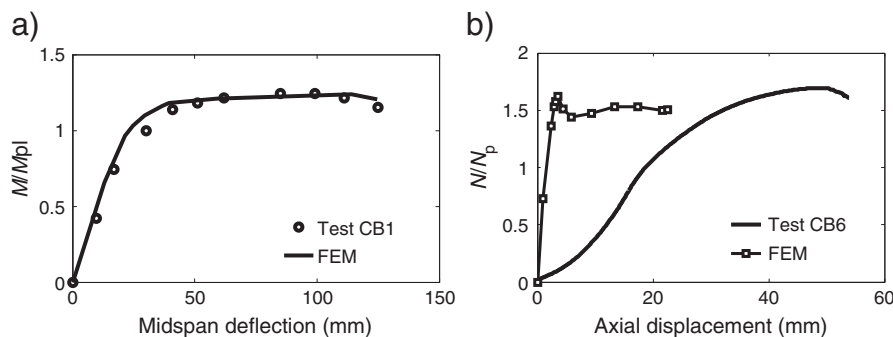 a)
1.5
1
0.5
0
M/Mpl
Test CB1
FEM
0
50
100
150
Midspan deflection (mm)
b)
2
1.5
1
0.5
0
N/Np
Test CB6
FEM
0
20
40
60
Axial displacement (mm)